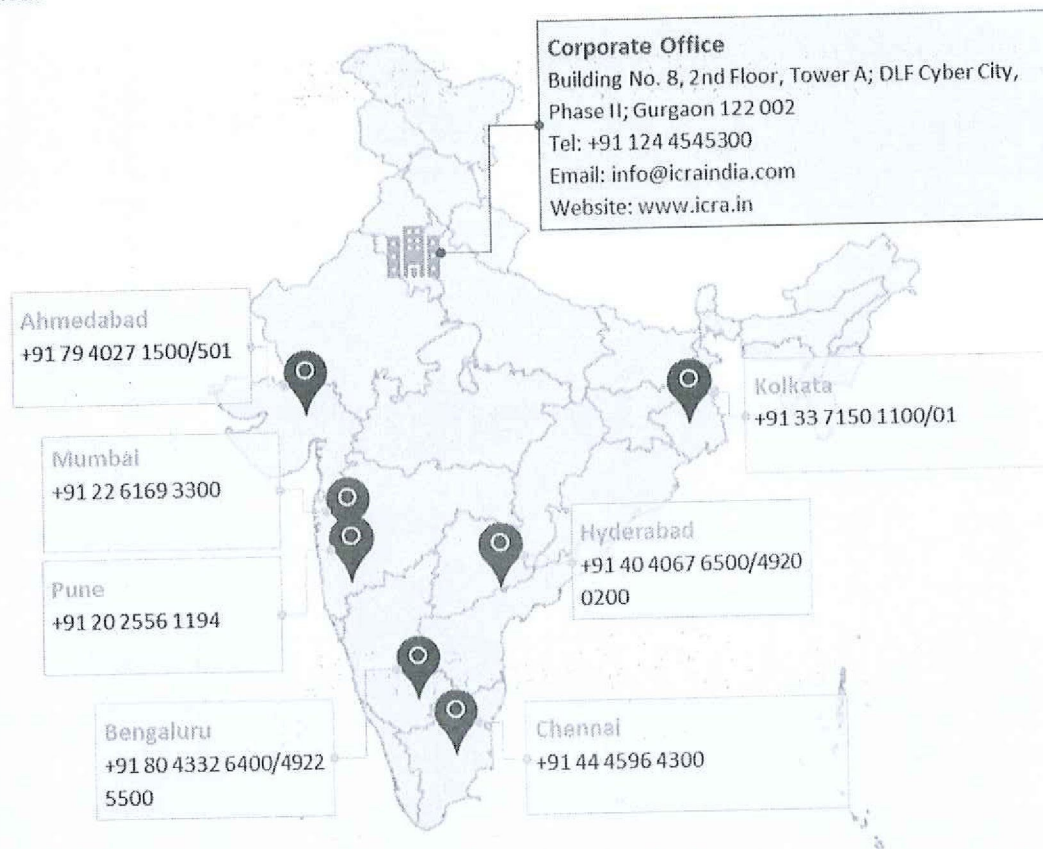 Corporate Office
Building No. 8, 2nd Floor, Tower A; DLF Cyber City,
Phase II; Gurgaon 122 002
Tel: +91 124 4545300
Email: info@icraindia.com
Website: www.icra.in
Ahmedabad
+91 79 4027 1500/501
Kolkata
+91 33 7150 1100/01
Mumbai
+91 22 6169 3300
Hyderabad
+91 40 4067 6500/4920
0200
Pune
+91 20 2556 1194
Bengaluru
+91 80 4332 6400/4922
5500
Chennai
+91 44 4596 4300